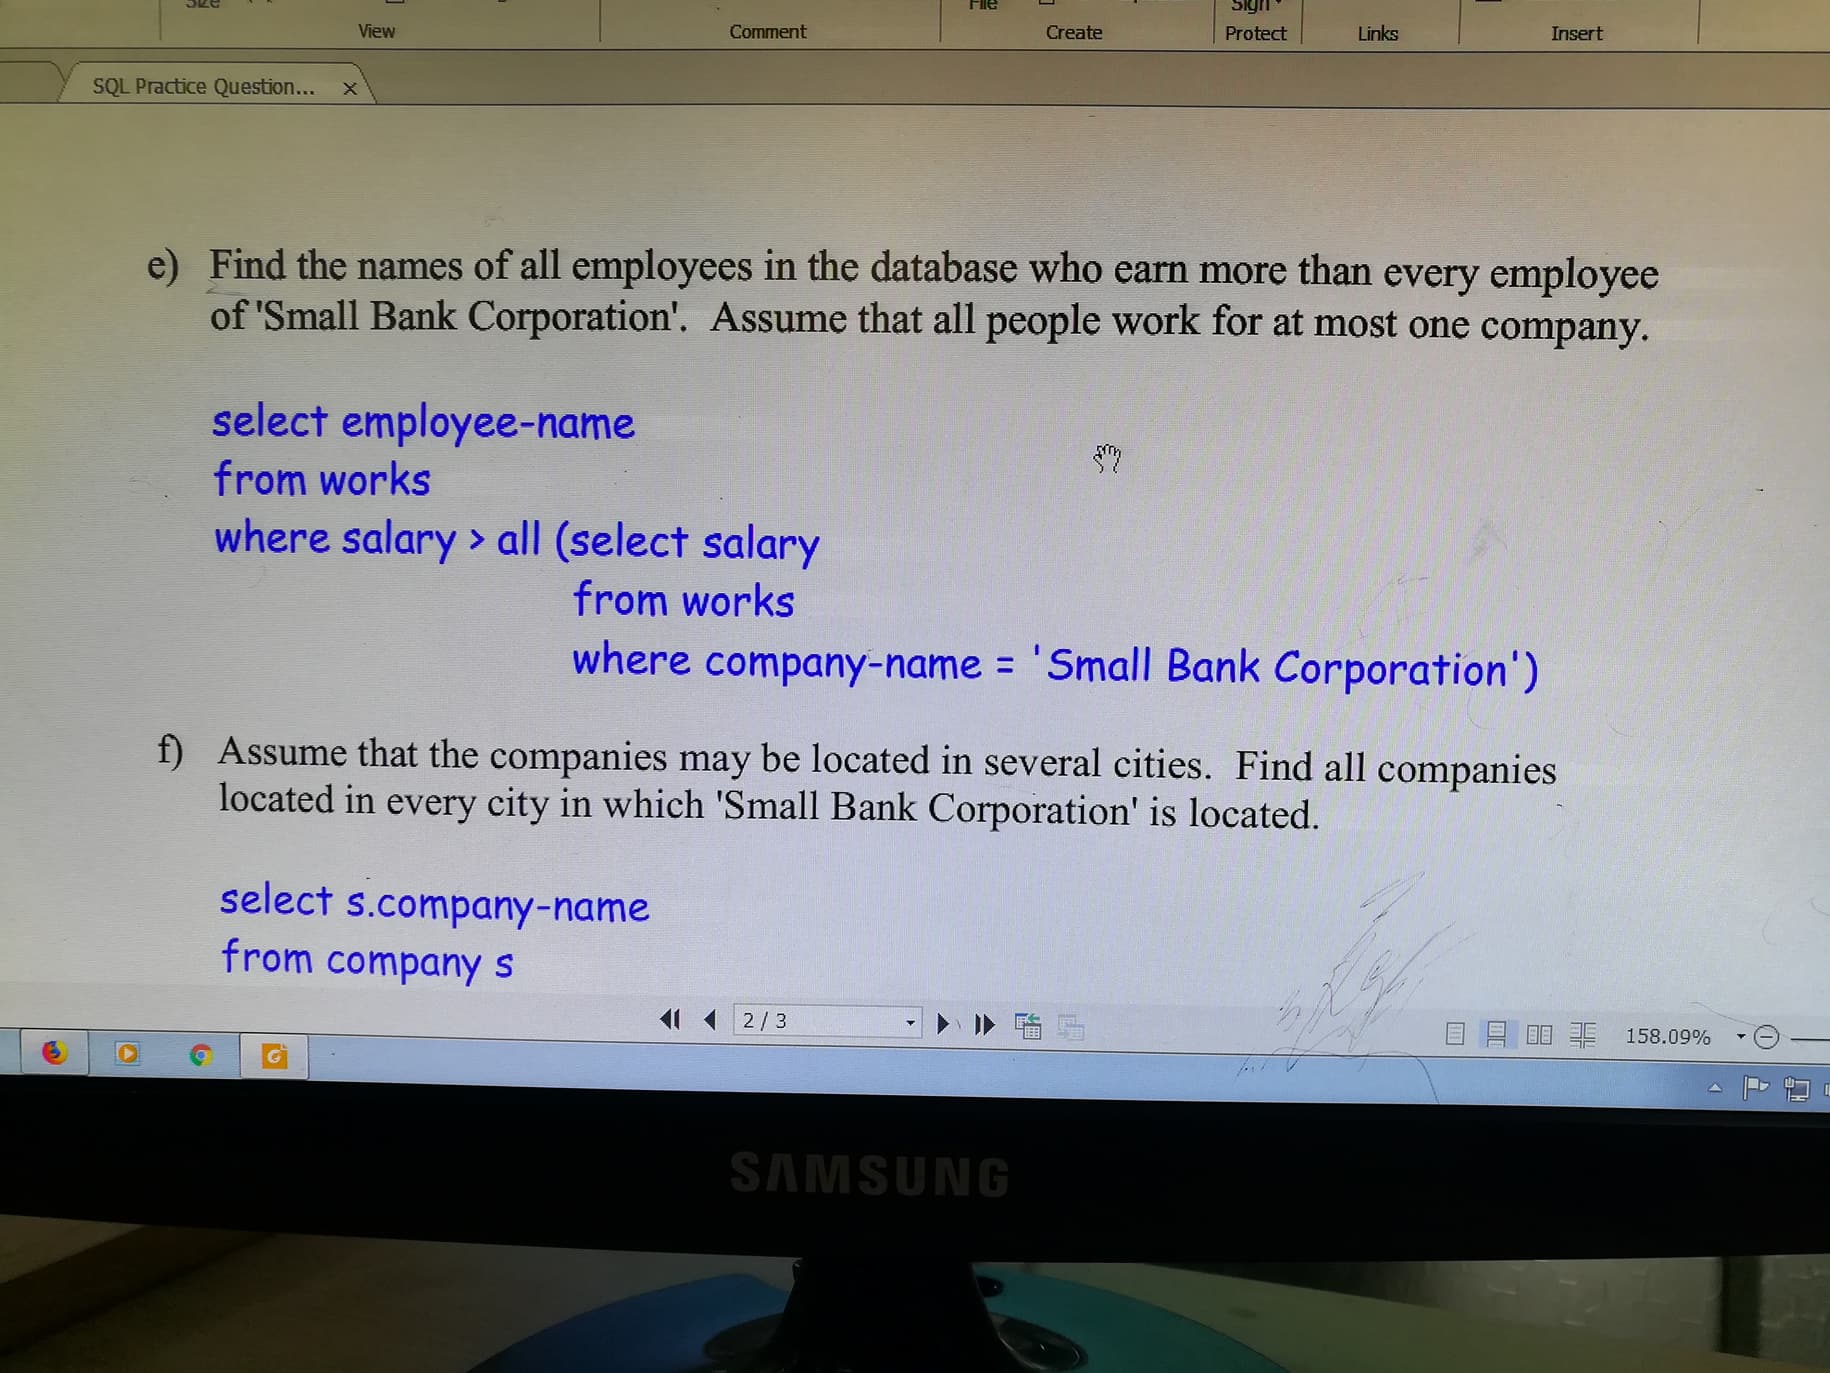 View
Comment
File
Create
Sign
Protect
Links
Insert
SQL Practice Question...
e) Find the names of all employees in the database who earn more than every employee
of 'Small Bank Corporation'. Assume that all people work for at most one company.
select employee-name
from works
where salary > all (select salary
from works
where company-name = 'Small Bank Corporation')
f) Assume that the companies may be located in several cities. Find all companies
located in every city in which 'Small Bank Corporation' is located.
select s.company-name
from company s
2 / 3
158.09%
SAMSUNG